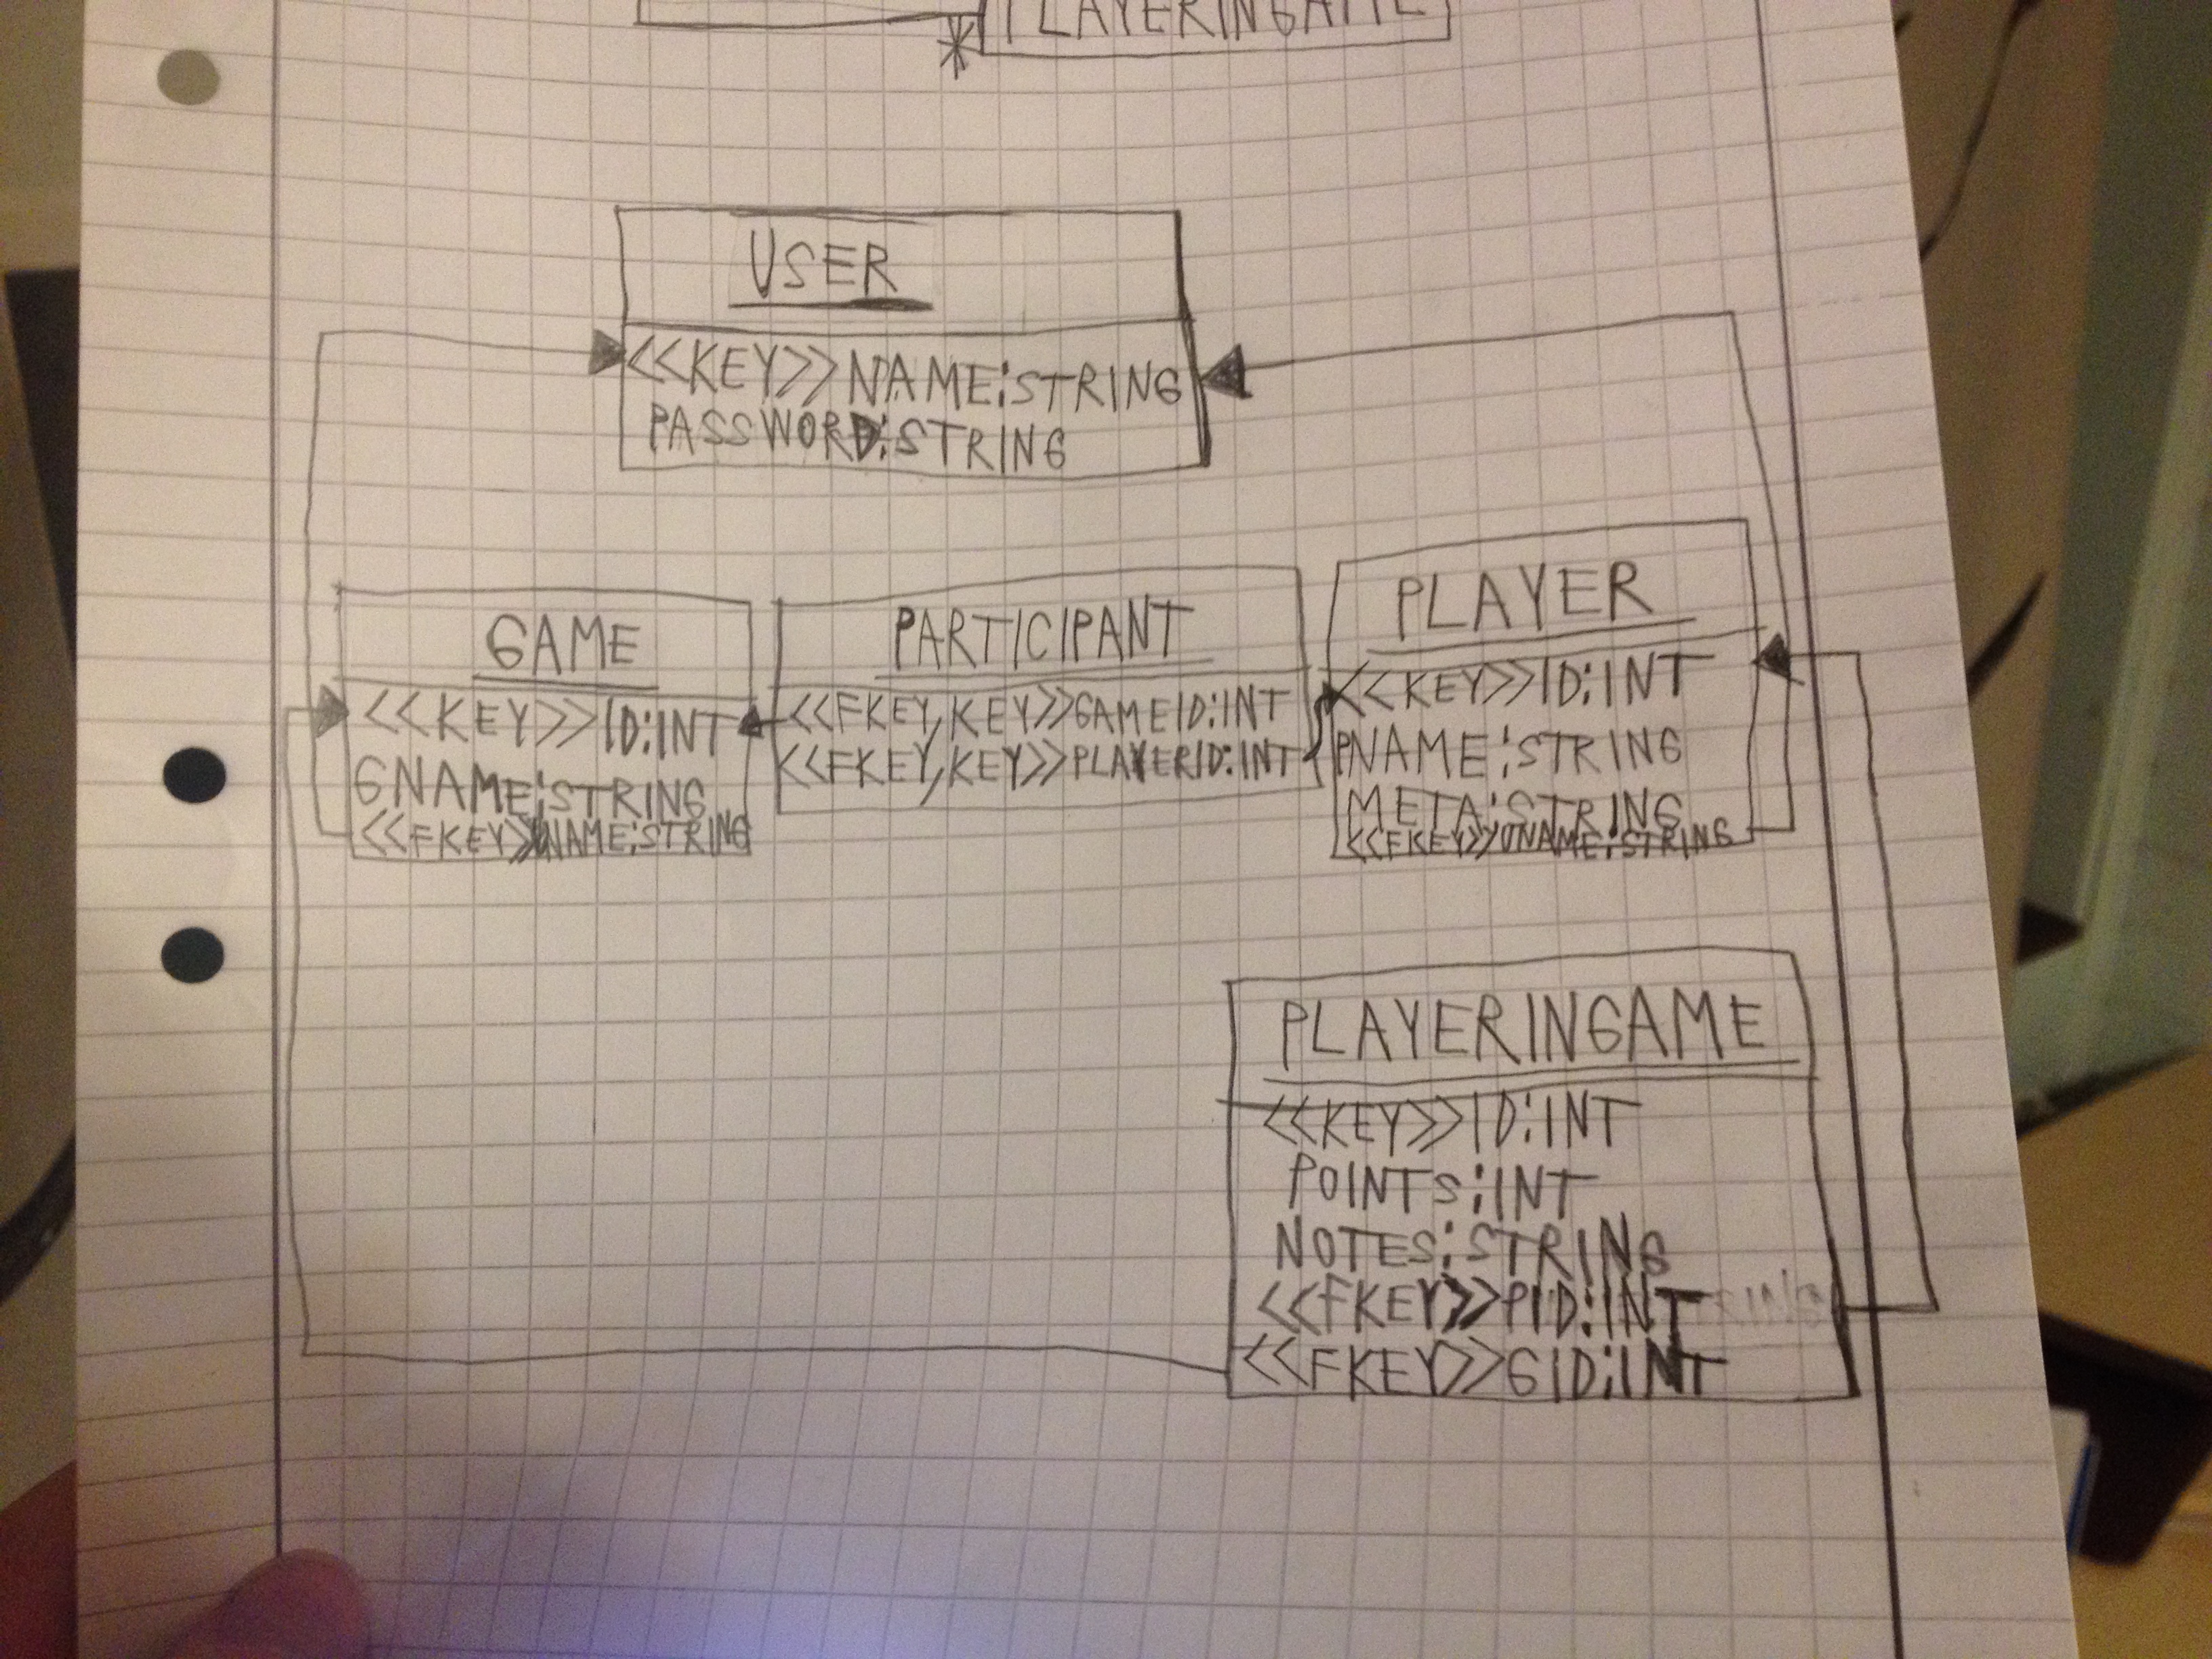 PLAYERINGAME
*
USER
<<KEY>>NAME:STRING
PASSWORD:STRING
GAME
<<KEY>>ID:INT
GNAME:STRING
<<FKEY>>UNAME:STRING
PARTICIPANT
<<FKEY,KEY>>GAMEID:INT
<<FKEY,KEY>>PLAYERID:INT
PLAYER
<<KEY>>ID:INT
PNAME:STRING
META:STRING
<<FKEY>>UNAME:STRING
PLAYERINGAME
<<KEY>>ID:INT
POINTS:INT
NOTES:STRING
<<FKEY>>PID:INT
<<FKEY>>GID:INT